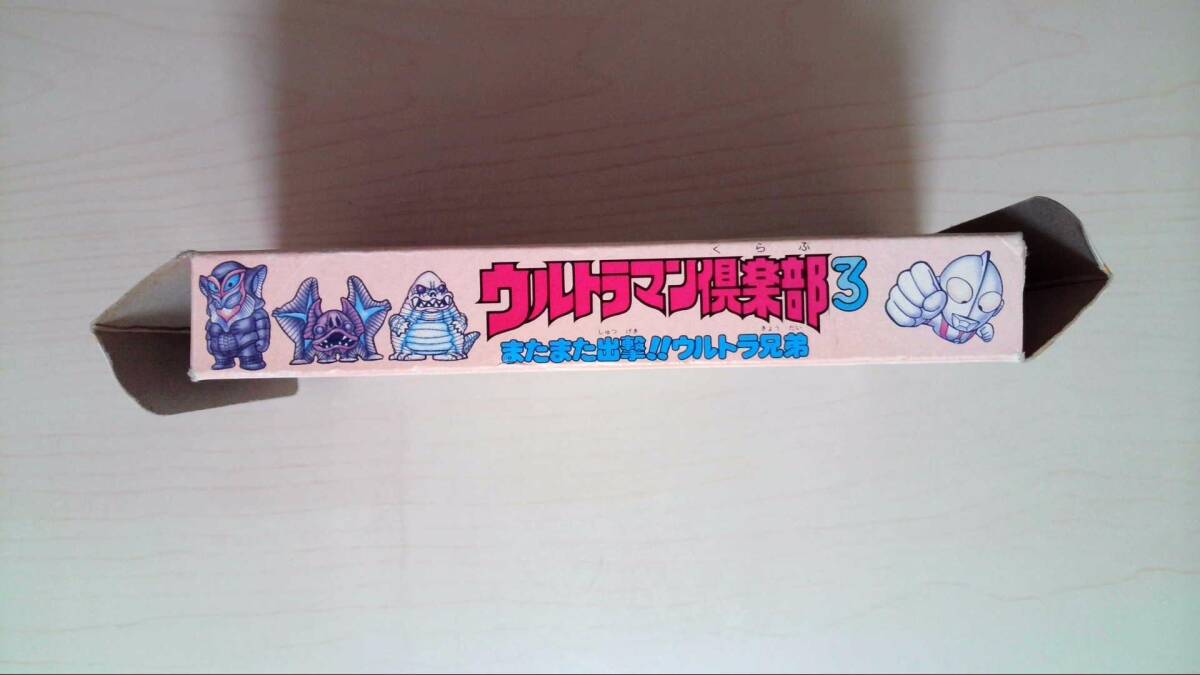 くらぶ
ウルトラマン倶楽部3
しゅつ げき きょう だい
またまた出撃!!ウルトラ兄弟